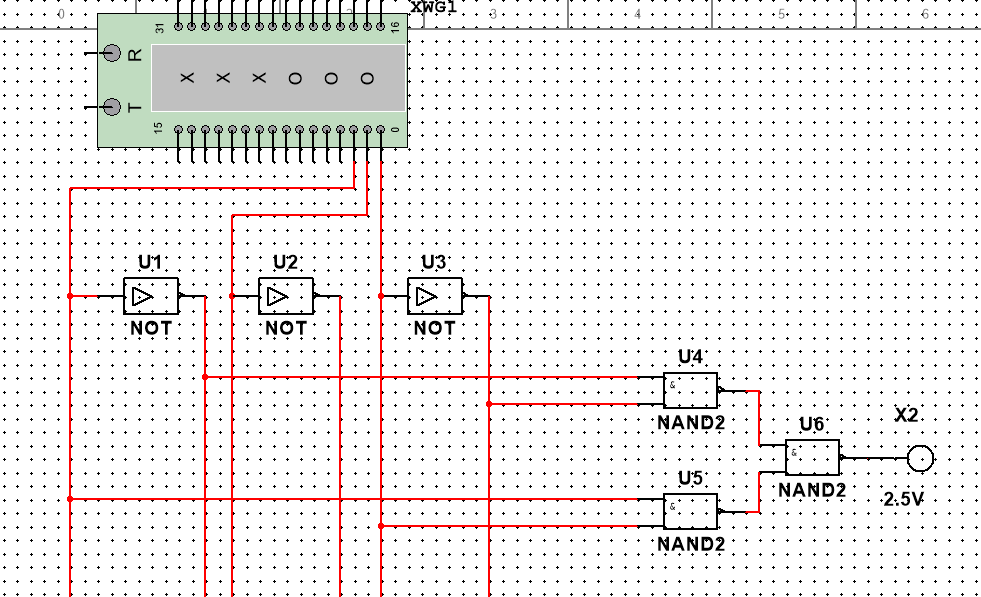 XWG1
0
3
4
5
6
31
16
R
X X X O O O
T
15
0
U1
U2
U3
NOT
NOT
NOT
U4
&
NAND2
X2
U6
&
NAND2
2.5V
U5
&
NAND2